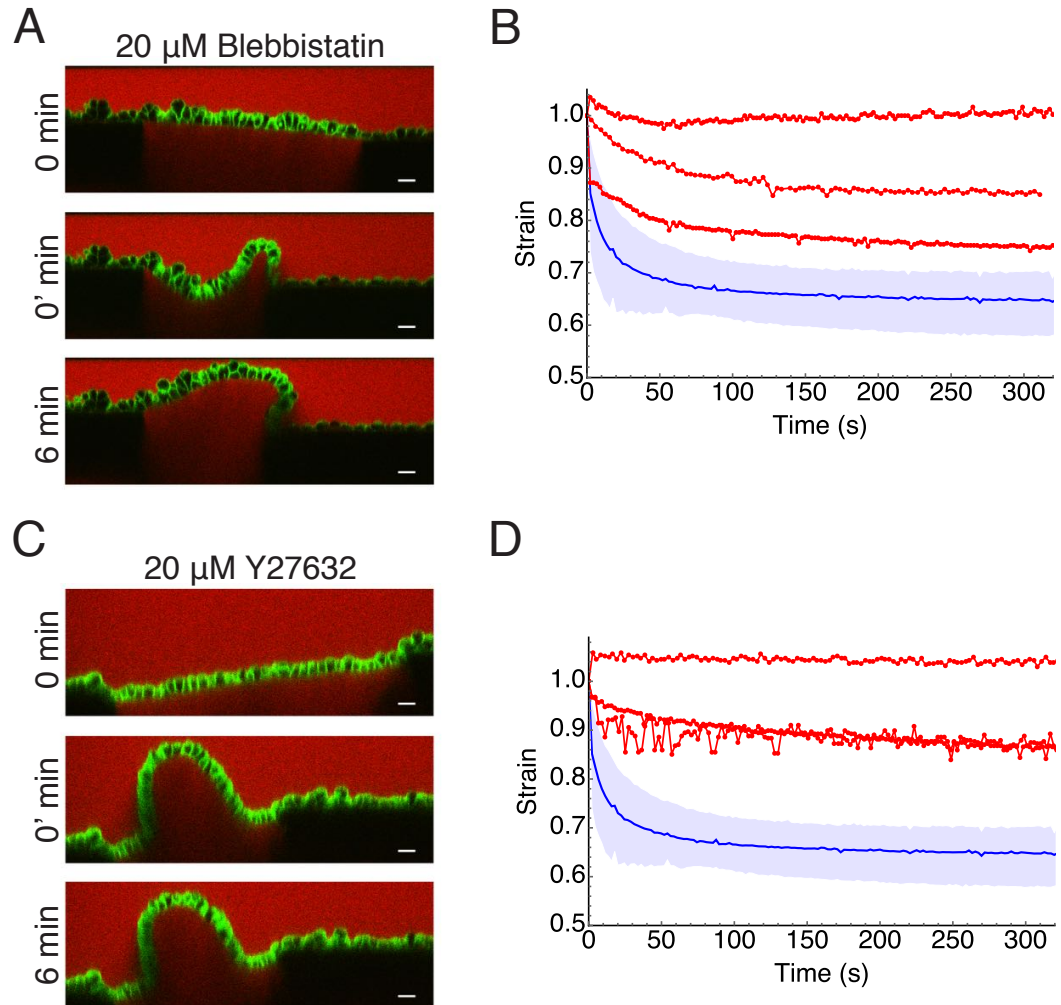 A
20 µM Blebbistatin
0 min
0' min
6 min
B
Strain
1.0
0.9
0.8
0.7
0.6
0.5
0 50 100 150 200 250 300
Time (s)
C
20 µM Y27632
0 min
0' min
6 min
D
Strain
1.0
0.9
0.8
0.7
0.6
0.5
0 50 100 150 200 250 300
Time (s)